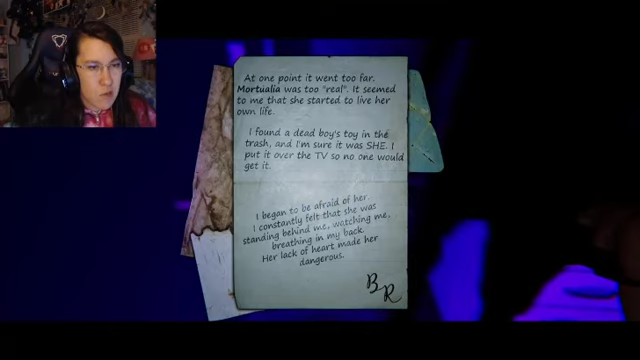 At one point it went too far.
Mortualia was too "real". It seemed
to me that she started to live her
own life.
I found a dead boy's toy in the
trash, and I'm sure it was SHE. I
put it over the TV so no one would
get it.
I began to be afraid of her.
I constantly felt that she was
standing behind me, watching me,
breathing in my back.
Her lack of heart made her
dangerous.
BR